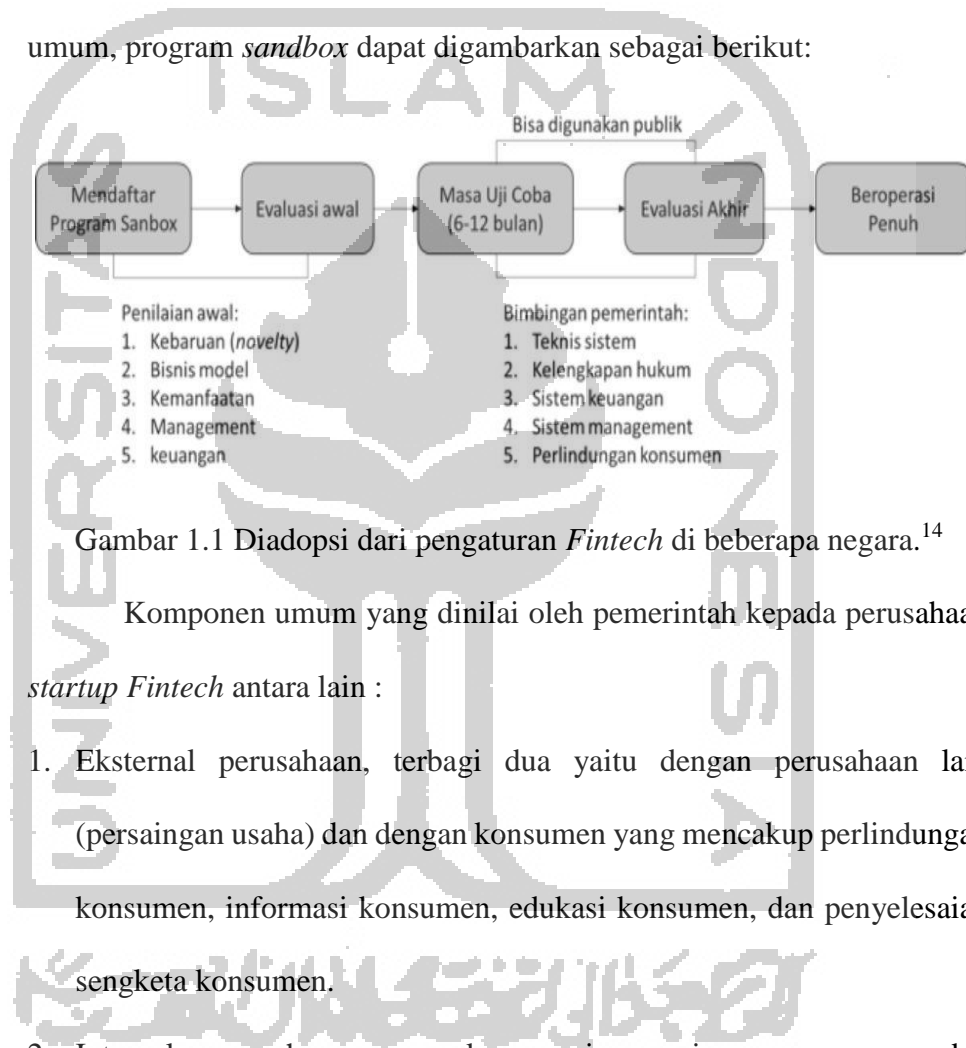 umum, program sandbox dapat digambarkan sebagai berikut:
Bisa digunakan publik
Mendaftar
Program Sanbox
Evaluasi awal
Masa Uji Coba
(6-12 bulan)
Evaluasi Akhir
Beroperasi
Penuh
Penilaian awal:
1. Kebaruan (novelty)
2. Bisnis model
3. Kemanfaatan
4. Management
5. keuangan
Bimbingan pemerintah:
1. Teknis sistem
2. Kelengkapan hukum
3. Sistem keuangan
4. Sistem management
5. Perlindungan konsumen
Gambar 1.1 Diadopsi dari pengaturan Fintech di beberapa negara.14
Komponen umum yang dinilai oleh pemerintah kepada perusahaa
startup Fintech antara lain :
1. Eksternal perusahaan, terbagi dua yaitu dengan perusahaan lai
(persaingan usaha) dan dengan konsumen yang mencakup perlindunga
konsumen, informasi konsumen, edukasi konsumen, dan penyelesaia
sengketa konsumen.
ISLAM
UNIVERSITAS
INDONESIA